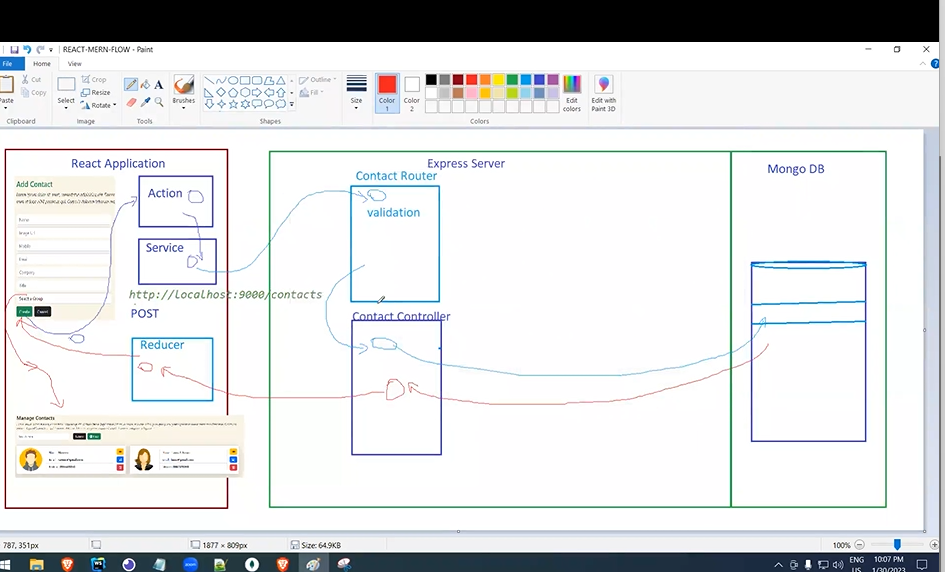 REACT-MERN-FLOW - Paint
File
Home
View
Cut
Copy
Clipboard
Select
Crop
Resize
Rotate
Image
Tools
Brushes
Shapes
Outline
Fill
Size
Color 1
Color 2
Colors
Edit colors
Edit with Paint 3D
React Application
Express Server
Mongo DB
Add Contact
Action
Service
Contact Router
validation
http://localhost:9000/contacts
POST
Reducer
Contact Controller
Select a Group
Manage Contacts
787, 351px
1877 × 809px
Size: 64.9KB
100%
ENG
US
10:07 PM
1/30/2023